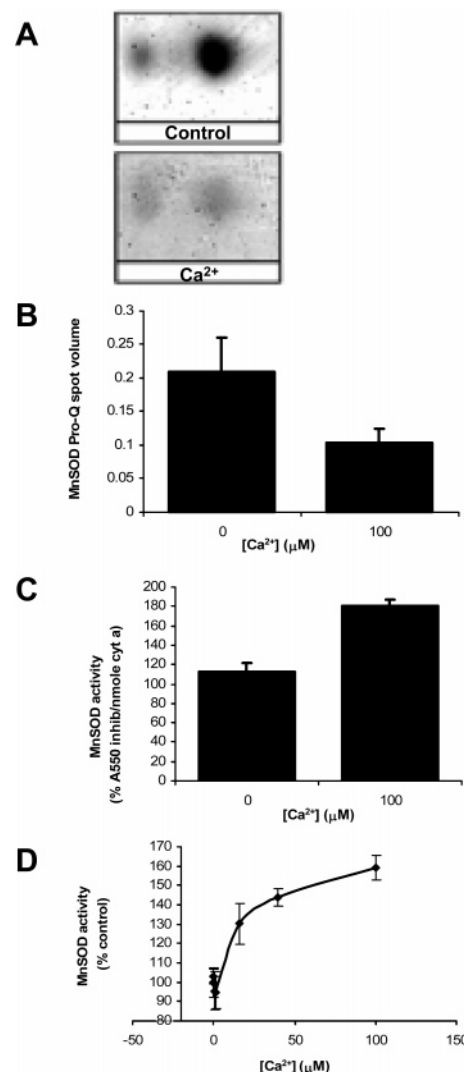 A
Control
Ca²⁺
B
MnSOD Pro-Q spot volume
0.3
0.25
0.2
0.15
0.1
0.05
0
0
100
[Ca²⁺] (μM)
C
MnSOD activity
(% A550 inhib/nmole cyt a)
200
180
160
140
120
100
80
60
40
20
0
0
100
[Ca²⁺] (μM)
D
MnSOD activity
(% control)
170
160
150
140
130
120
110
100
90
80
-50
0
50
100
150
[Ca²⁺] (μM)